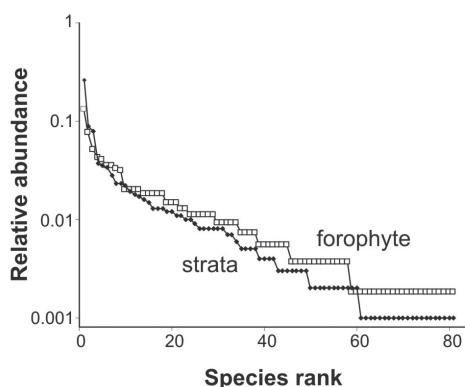 1
0.1
0.01
0.001
Relative abundance
forophyte
strata
0 20 40 60 80
Species rank